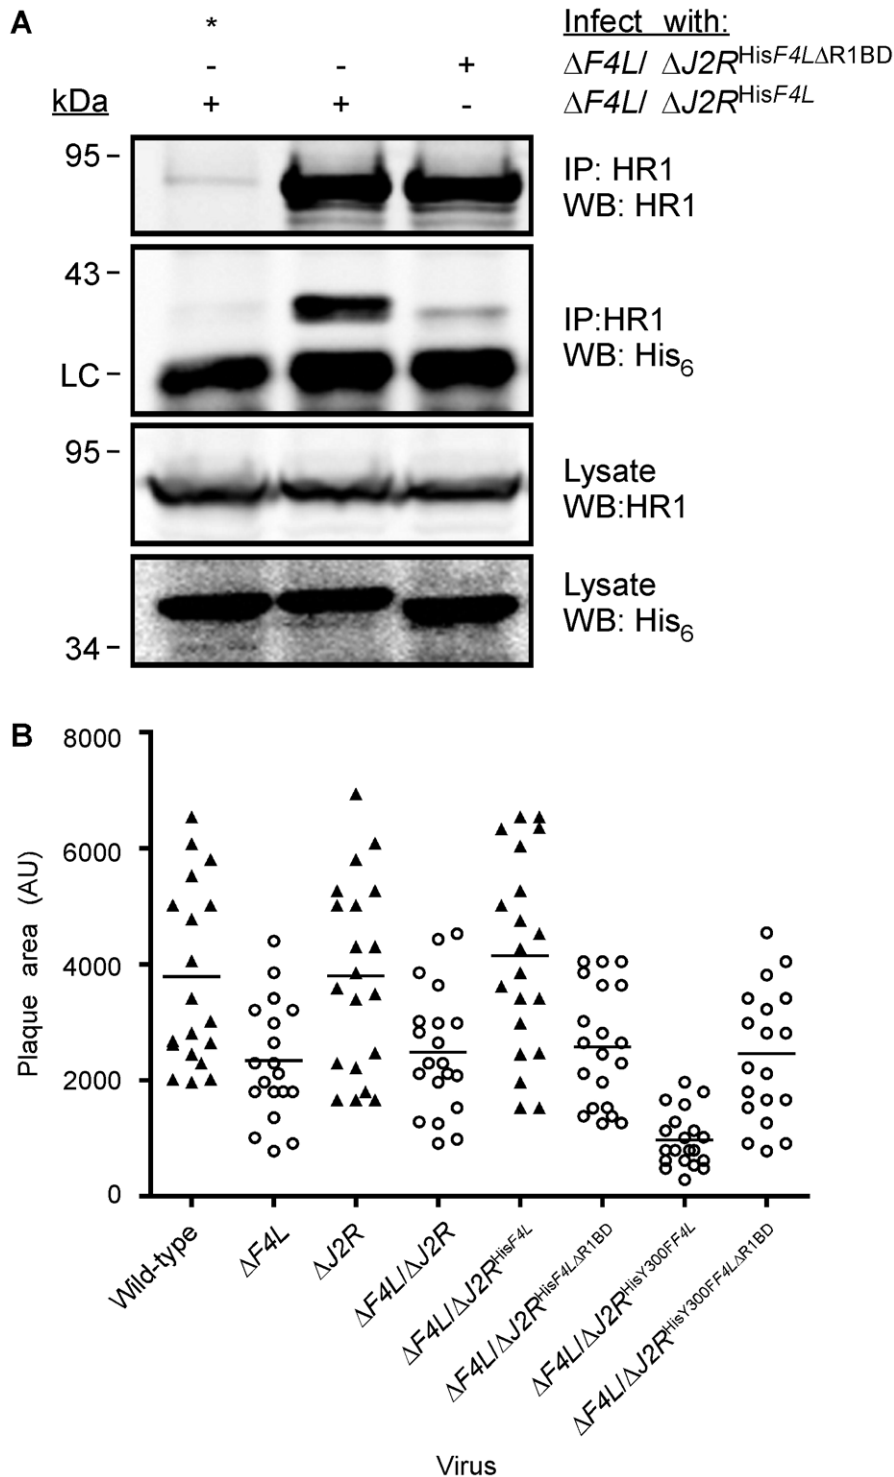 A
* Infect with:
- - + ΔF4L/ ΔJ2R^HisF4LΔR1BD
kDa + + - ΔF4L/ ΔJ2R^HisF4L
95
IP: HR1
WB: HR1
43
IP:HR1
WB: His₆
LC
95
Lysate
WB:HR1
Lysate
WB: His₆
34
B
8000
6000
4000
2000
0
Plaque area (AU)
Wild-type
ΔF4L
ΔJ2R
ΔF4L/ΔJ2R
ΔF4L/ΔJ2R^HisF4L
ΔF4L/ΔJ2R^HisF4LΔR1BD
ΔF4L/ΔJ2R^HisY300FF4L
ΔF4L/ΔJ2R^HisY300FF4LΔR1BD
Virus